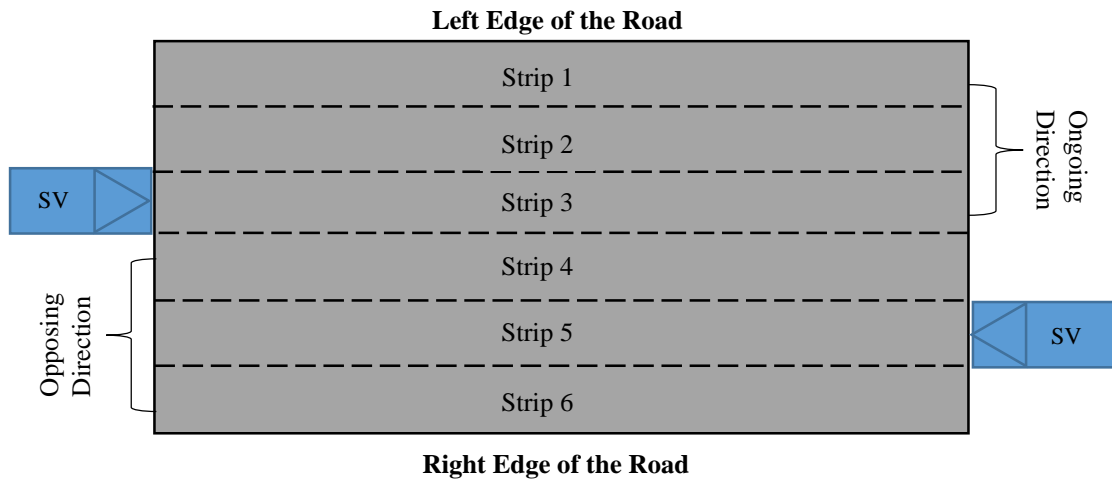 Left Edge of the Road
Strip 1
Strip 2
Ongoing
Direction
SV
Strip 3
Strip 4
Opposing
Direction
Strip 5
SV
Strip 6
Right Edge of the Road